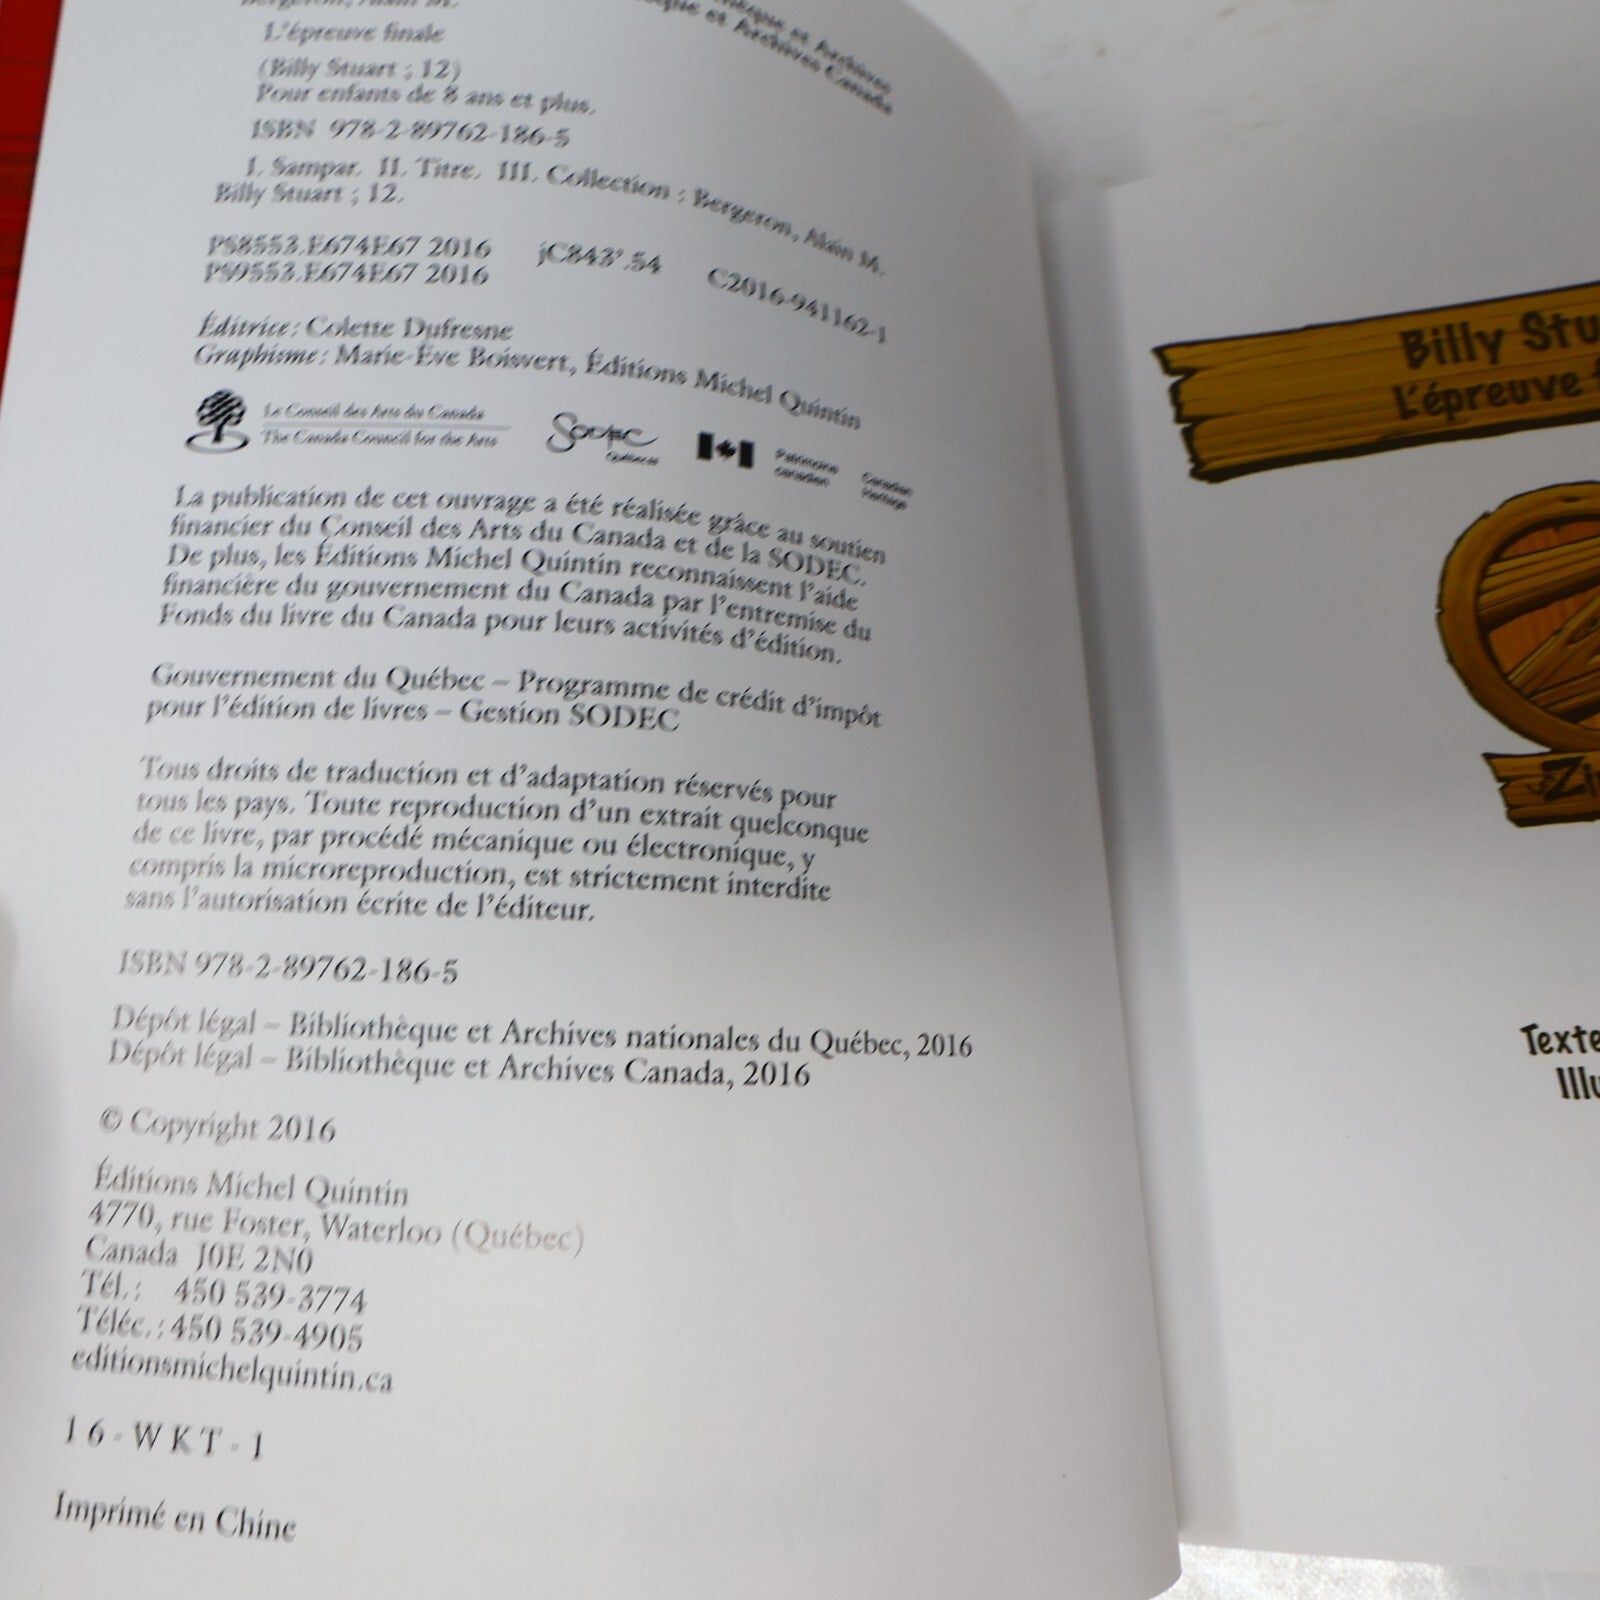 Bergeron, Alain M.
L'épreuve finale
(Billy Stuart ; 12)
Pour enfants de 8 ans et plus.
ISBN 978-2-89762-186-5
I. Sampar. II. Titre. III. Collection : Bergeron, Alain M.
Billy Stuart ; 12.
PS8553.E674E67 2016 jC843'.54 C2016-941162-1
PS9553.E674E67 2016
Éditrice : Colette Dufresne
Graphisme : Marie-Ève Boisvert, Éditions Michel Quintin
Le Conseil des Arts du Canada
The Canada Council for the Arts
SODEC
Québec
Patrimoine canadien
Canadian Heritage
La publication de cet ouvrage a été réalisée grâce au soutien
financier du Conseil des Arts du Canada et de la SODEC.
De plus, les Éditions Michel Quintin reconnaissent l'aide
financière du gouvernement du Canada par l'entremise du
Fonds du livre du Canada pour leurs activités d'édition.
Gouvernement du Québec – Programme de crédit d'impôt
pour l'édition de livres – Gestion SODEC
Tous droits de traduction et d'adaptation réservés pour
tous les pays. Toute reproduction d'un extrait quelconque
de ce livre, par procédé mécanique ou électronique, y
compris la microreproduction, est strictement interdite
sans l'autorisation écrite de l'éditeur.
ISBN 978-2-89762-186-5
Dépôt légal – Bibliothèque et Archives nationales du Québec, 2016
Dépôt légal – Bibliothèque et Archives Canada, 2016
© Copyright 2016
Éditions Michel Quintin
4770, rue Foster, Waterloo (Québec)
Canada J0E 2N0
Tél. : 450 539-3774
Téléc. : 450 539-4905
editionsmichelquintin.ca
16-WKT-1
Imprimé en Chine
Billy Stu
L'épreuve f
Zi
Texte
Illu